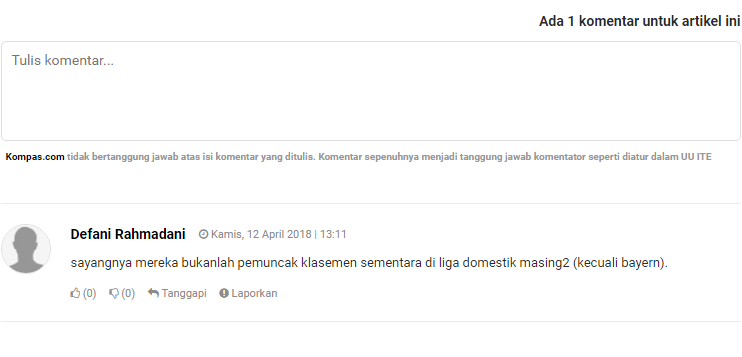 Ada 1 komentar untuk artikel ini
Tulis komentar...
Kompas.com tidak bertanggung jawab atas isi komentar yang ditulis. Komentar sepenuhnya menjadi tanggung jawab komentator seperti diatur dalam UU ITE
Defani Rahmadani Kamis, 12 April 2018 | 13:11
sayangnya mereka bukanlah pemuncak klasemen sementara di liga domestik masing2 (kecuali bayern).
(0) (0) Tanggapi Laporkan